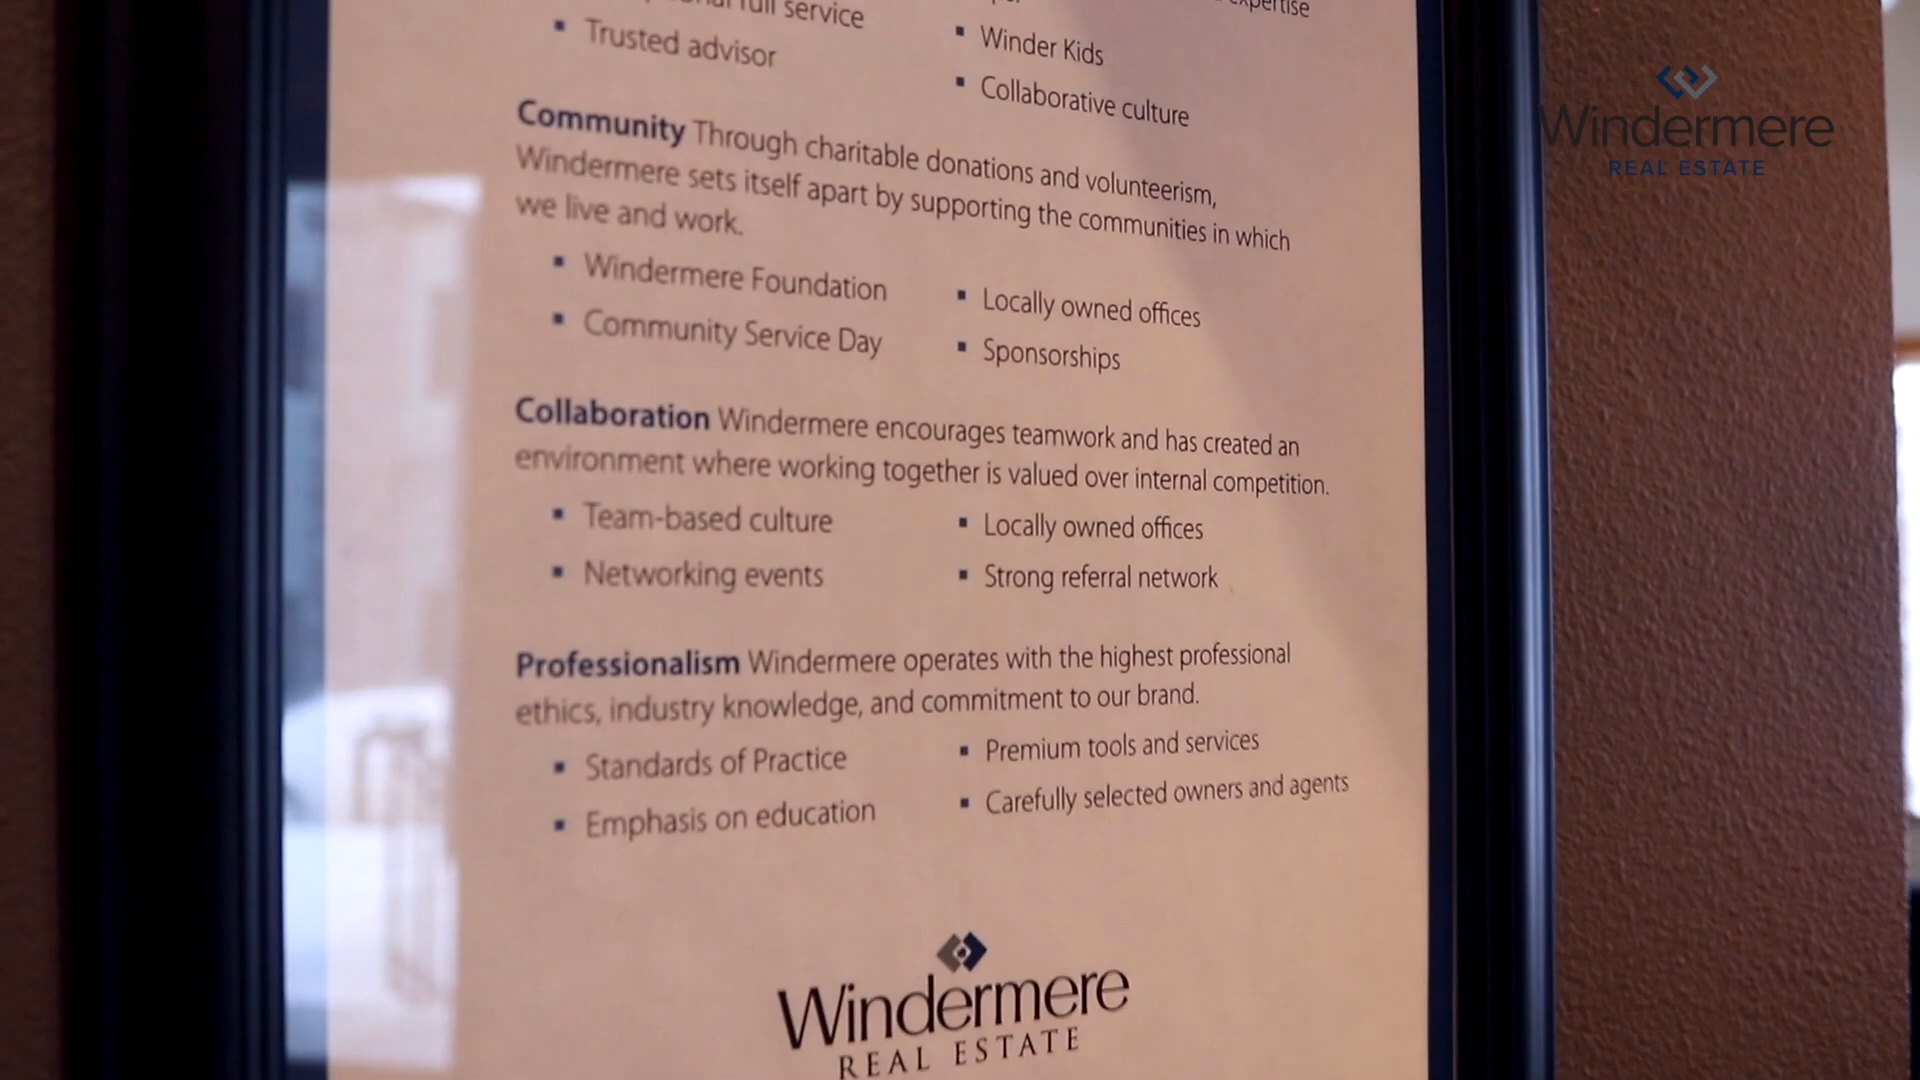 full service
Trusted advisor
expertise
Winder Kids
Collaborative culture
Community Through charitable donations and volunteerism,
Windermere sets itself apart by supporting the communities in which
we live and work.
Windermere Foundation
Community Service Day
Locally owned offices
Sponsorships
Collaboration Windermere encourages teamwork and has created an
environment where working together is valued over internal competition.
Team-based culture
Networking events
Locally owned offices
Strong referral network
Professionalism Windermere operates with the highest professional
ethics, industry knowledge, and commitment to our brand.
Standards of Practice
Emphasis on education
Premium tools and services
Carefully selected owners and agents
Windermere
REAL ESTATE
Windermere
REAL ESTATE